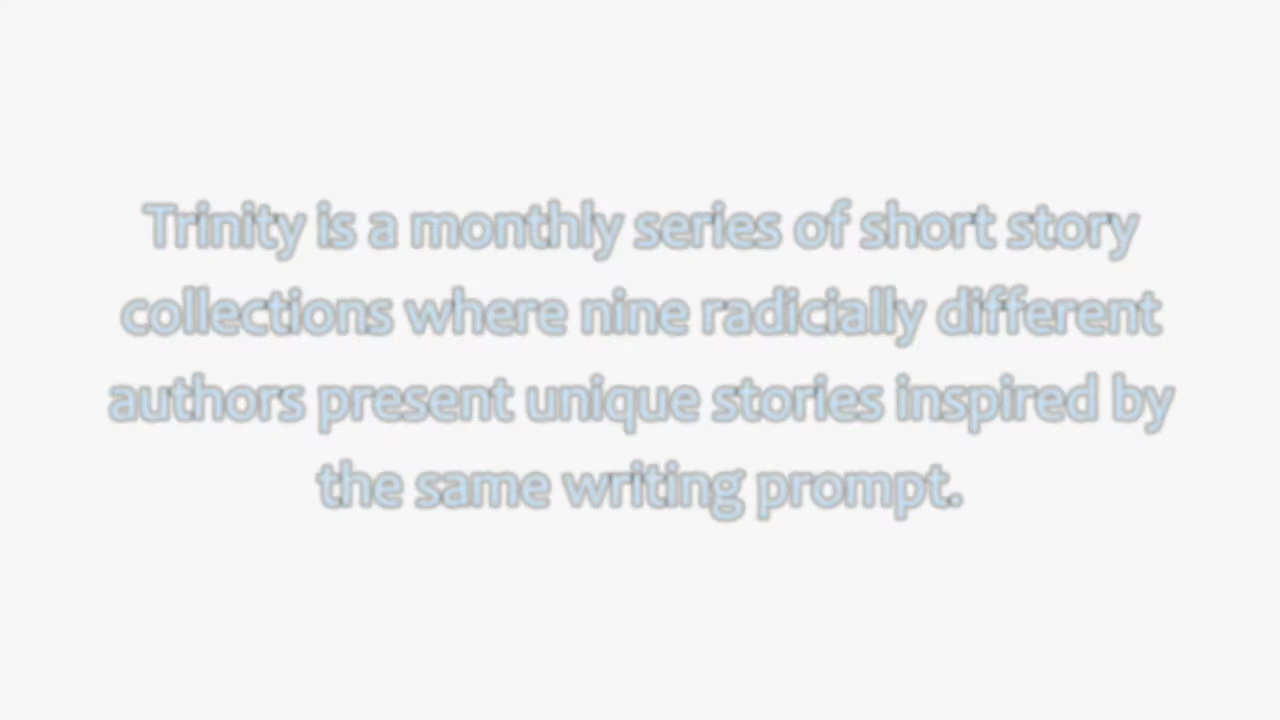 Trinity is a monthly series of short story
collections where nine radicially different
authors present unique stories inspired by
the same writing prompt.